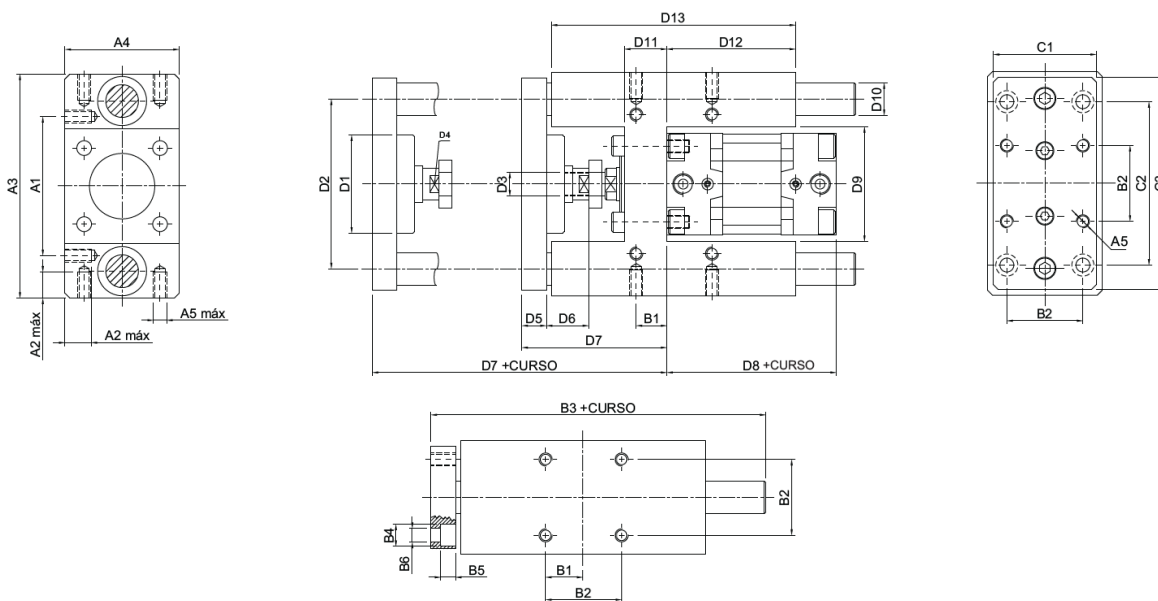 A4
A3
A1
A2 máx
A2 máx
A5 máx
D13
D11
D12
D10
D4
D2
D1
D3
D9
D5
D6
B1
D7
D7 +CURSO
D8 +CURSO
C1
B2
C2
A5
B2
B3 +CURSO
B4
B6
B5
B1
B2
B2